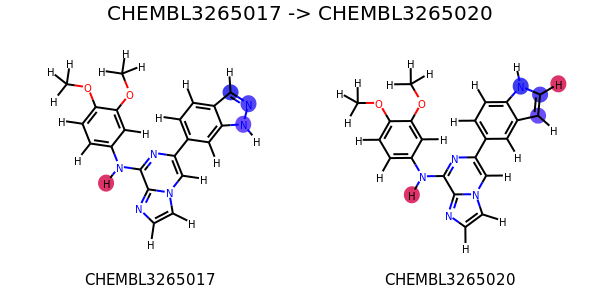 CHEMBL3265017 -> CHEMBL3265020
H H H H O O H H H H H N H N N N N H H H H H N N H
H H H H O O H H H H H N H N N N N H H H H H N H H H
CHEMBL3265017 CHEMBL3265020